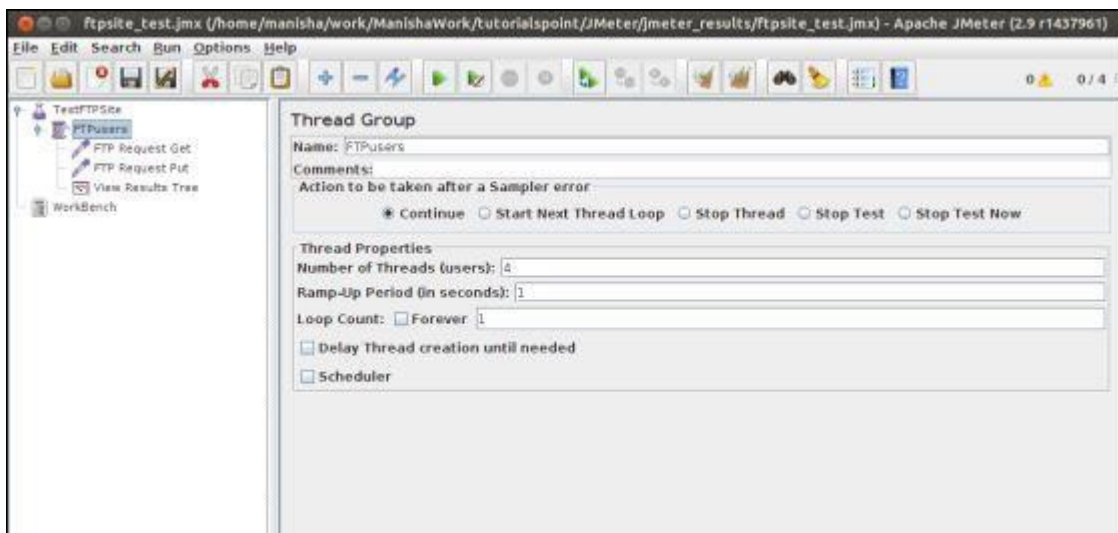 ftpsite_test.jmx (/home/manisha/work/ManishaWork/tutorialspoint/JMeter/jmeter_results/ftpsite_test.jmx) - Apache JMeter (2.9 r1437961)
File Edit Search Run Options Help
0 0 / 4
TestFTPSite
FTPusers
FTP Request Get
FTP Request Put
View Results Tree
WorkBench
Thread Group
Name: FTPusers
Comments:
Action to be taken after a Sampler error
Continue Start Next Thread Loop Stop Thread Stop Test Stop Test Now
Thread Properties
Number of Threads (users): 4
Ramp-Up Period (in seconds): 1
Loop Count: Forever 1
Delay Thread creation until needed
Scheduler